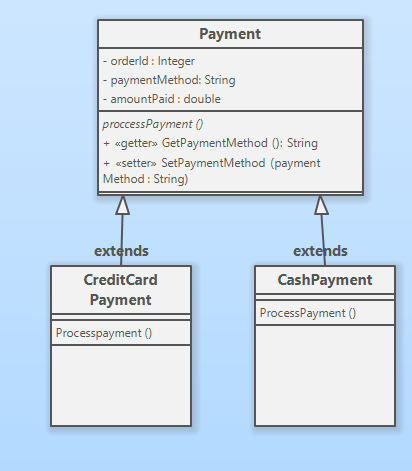 Payment
- orderId : Integer
- paymentMethod: String
- amountPaid : double
proccessPayment ()
+ «getter» GetPaymentMethod (): String
+ «setter» SetPaymentMethod (payment
Method : String)
extends
extends
CreditCard
Payment
Processpayment ()
CashPayment
ProcessPayment ()